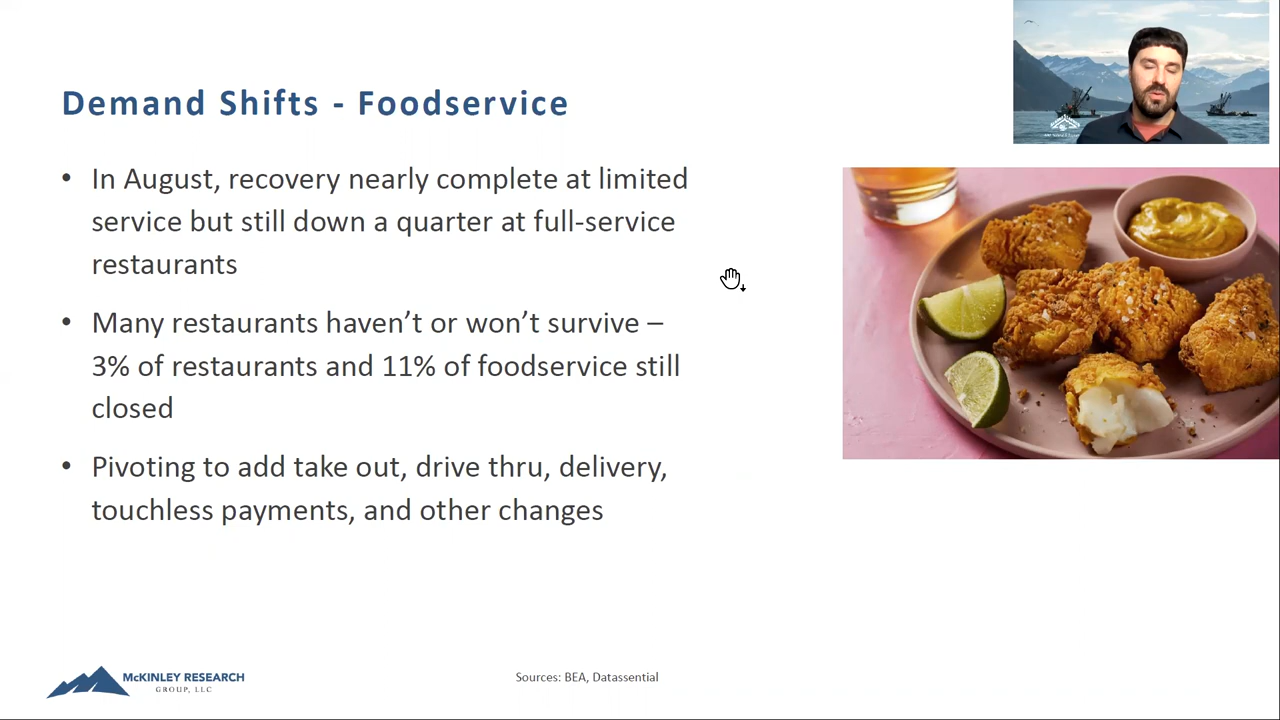 Demand Shifts - Foodservice
• In August, recovery nearly complete at limited
service but still down a quarter at full-service
restaurants
• Many restaurants haven’t or won’t survive –
3% of restaurants and 11% of foodservice still
closed
• Pivoting to add take out, drive thru, delivery,
touchless payments, and other changes
MCKINLEY RESEARCH
GROUP, LLC
Sources: BEA, Datassential